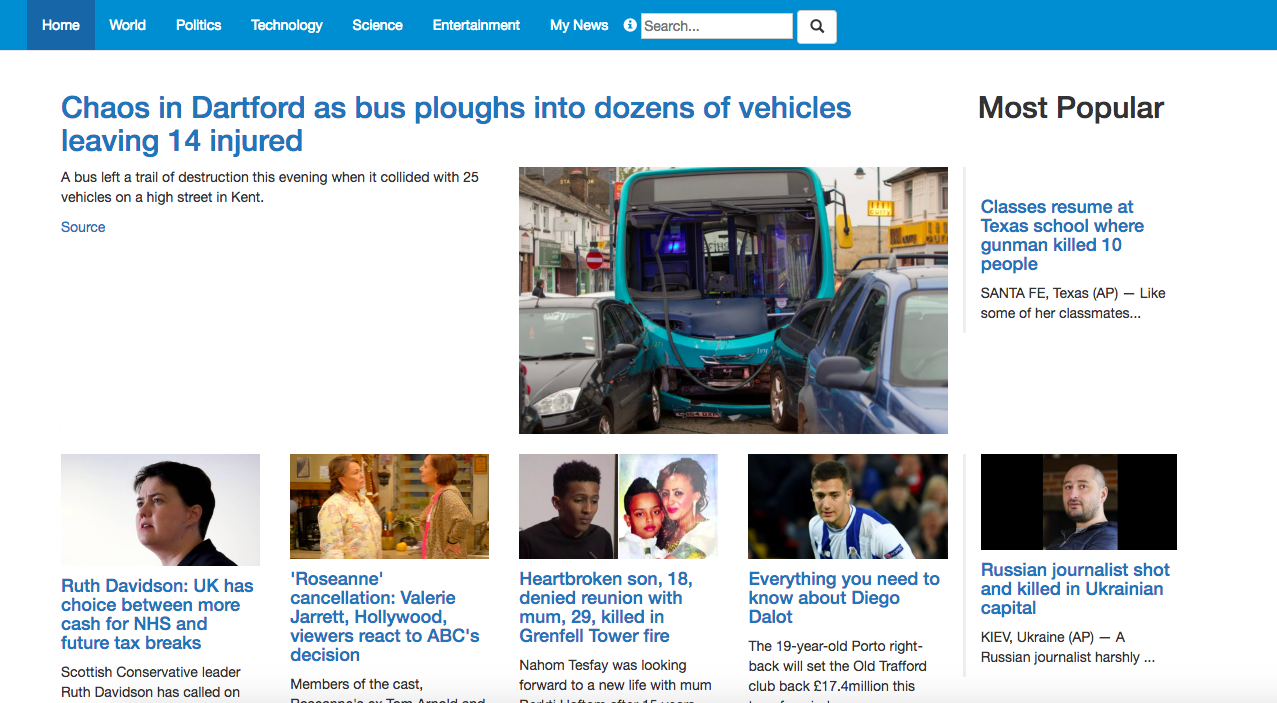 Home World Politics Technology Science Entertainment My News Search...
Chaos in Dartford as bus ploughs into dozens of vehicles
leaving 14 injured
A bus left a trail of destruction this evening when it collided with 25
vehicles on a high street in Kent.
Source
Most Popular
Classes resume at
Texas school where
gunman killed 10
people
SANTA FE, Texas (AP) — Like
some of her classmates...
Ruth Davidson: UK has
choice between more
cash for NHS and
future tax breaks
Scottish Conservative leader
Ruth Davidson has called on
'Roseanne'
cancellation: Valerie
Jarrett, Hollywood,
viewers react to ABC's
decision
Members of the cast,
Roseanne's ex Tom Arnold and
Heartbroken son, 18,
denied reunion with
mum, 29, killed in
Grenfell Tower fire
Nahom Tesfay was looking
forward to a new life with mum
Everything you need to
know about Diego
Dalot
The 19-year-old Porto right-
back will set the Old Trafford
club back £17.4million this
Russian journalist shot
and killed in Ukrainian
capital
KIEV, Ukraine (AP) — A
Russian journalist harshly ...